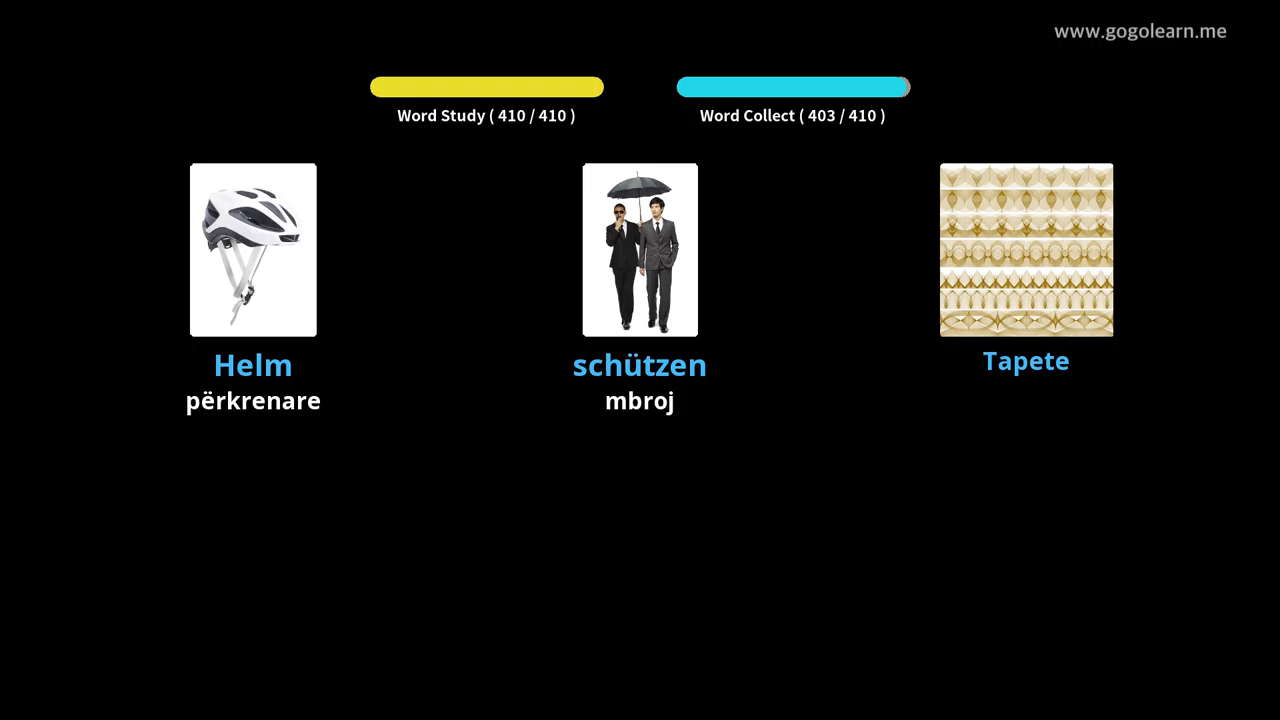 www.gogolearn.me
Word Study ( 410 / 410 )
Word Collect ( 403 / 410 )
Helm
schützen
Tapete
përkrenare
mbroj